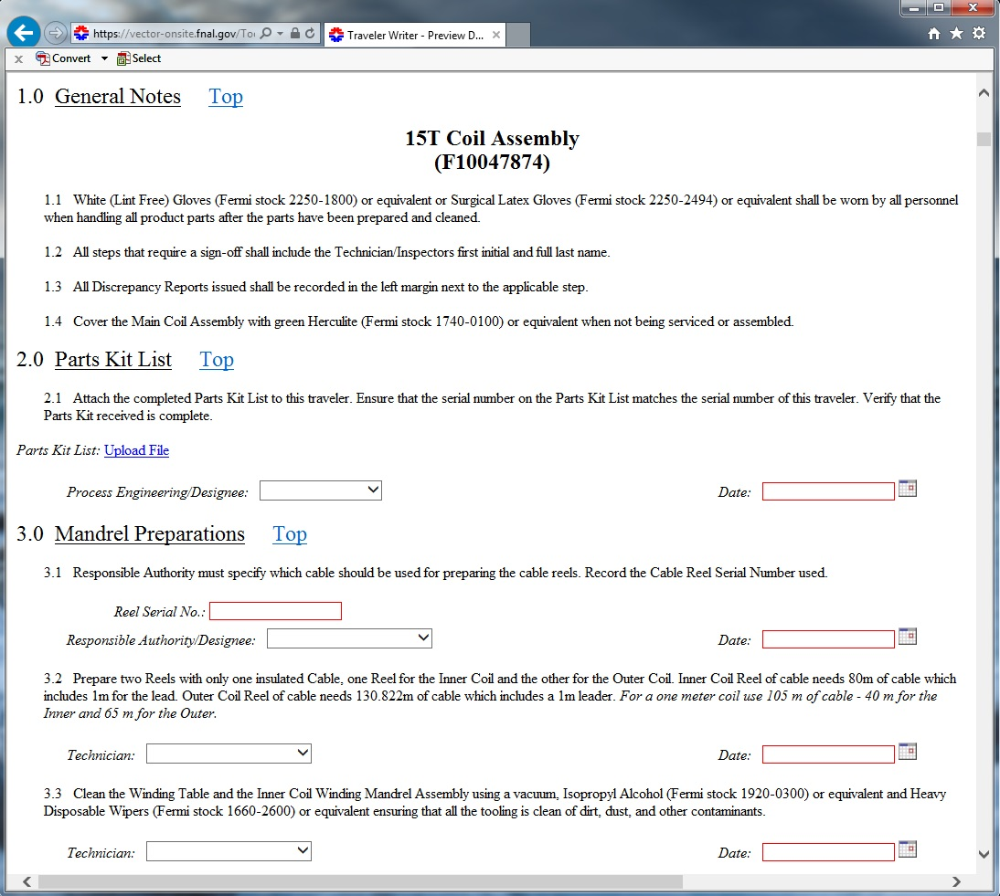 https://vector-onsite.fnal.gov/To
Traveler Writer - Preview D...
Convert Select
1.0 General Notes Top
15T Coil Assembly
(F10047874)
1.1 White (Lint Free) Gloves (Fermi stock 2250-1800) or equivalent or Surgical Latex Gloves (Fermi stock 2250-2494) or equivalent shall be worn by all personnel
when handling all product parts after the parts have been prepared and cleaned.
1.2 All steps that require a sign-off shall include the Technician/Inspectors first initial and full last name.
1.3 All Discrepancy Reports issued shall be recorded in the left margin next to the applicable step.
1.4 Cover the Main Coil Assembly with green Herculite (Fermi stock 1740-0100) or equivalent when not being serviced or assembled.
2.0 Parts Kit List Top
2.1 Attach the completed Parts Kit List to this traveler. Ensure that the serial number on the Parts Kit List matches the serial number of this traveler. Verify that the
Parts Kit received is complete.
Parts Kit List: Upload File
Process Engineering/Designee: Date:
3.0 Mandrel Preparations Top
3.1 Responsible Authority must specify which cable should be used for preparing the cable reels. Record the Cable Reel Serial Number used.
Reel Serial No.:
Responsible Authority/Designee: Date:
3.2 Prepare two Reels with only one insulated Cable, one Reel for the Inner Coil and the other for the Outer Coil. Inner Coil Reel of cable needs 80m of cable which
includes 1m for the lead. Outer Coil Reel of cable needs 130.822m of cable which includes a 1m leader. For a one meter coil use 105 m of cable - 40 m for the
Inner and 65 m for the Outer.
Technician: Date:
3.3 Clean the Winding Table and the Inner Coil Winding Mandrel Assembly using a vacuum, Isopropyl Alcohol (Fermi stock 1920-0300) or equivalent and Heavy
Disposable Wipers (Fermi stock 1660-2600) or equivalent ensuring that all the tooling is clean of dirt, dust, and other contaminants.
Technician: Date: